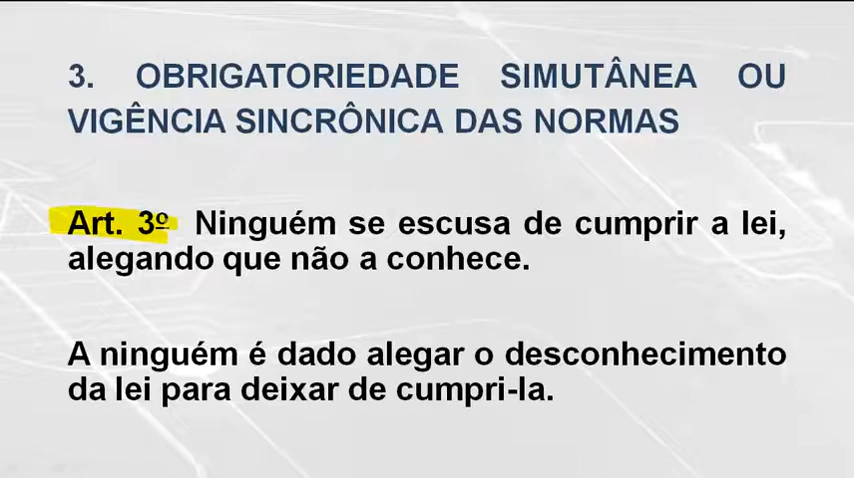 3. OBRIGATORIEDADE SIMUTÂNEA OU
VIGÊNCIA SINCRÔNICA DAS NORMAS
Art. 3º Ninguém se escusa de cumprir a lei,
alegando que não a conhece.
A ninguém é dado alegar o desconhecimento
da lei para deixar de cumpri-la.